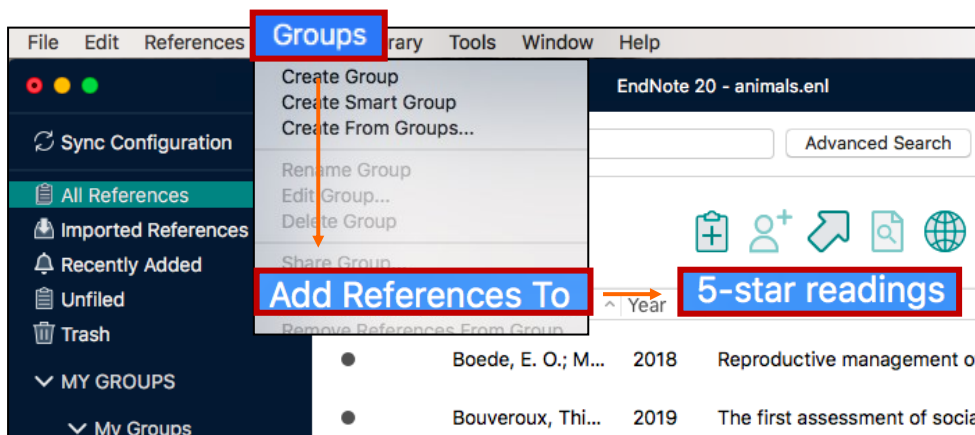 File Edit References Groups rary Tools Window Help
EndNote 20 - animals.enl
Create Group
Create Smart Group
Create From Groups...
Rename Group
Edit Group...
Delete Group
Share Group...
Add References To
5-star readings
Remove References From Group
Sync Configuration
All References
Imported References
Recently Added
Unfiled
Trash
MY GROUPS
My Groups
Advanced Search
Year
Boede, E. O.; M... 2018 Reproductive management o
Bouveroux, Thi... 2019 The first assessment of socia